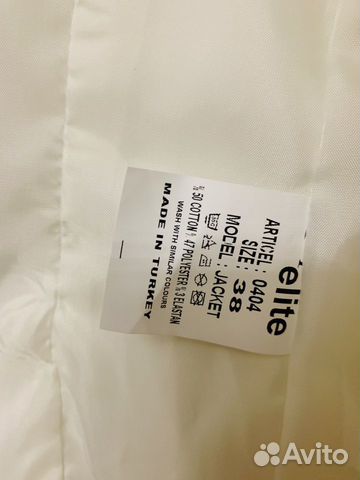 elite
ARTICEL: 0404
SIZE: 38
MODEL: JACKET
% 50 COTTON % 47 POLYESTER % 3 ELASTAN
WASH WITH SIMILAR COLOURS
MADE IN TURKEY
Avito